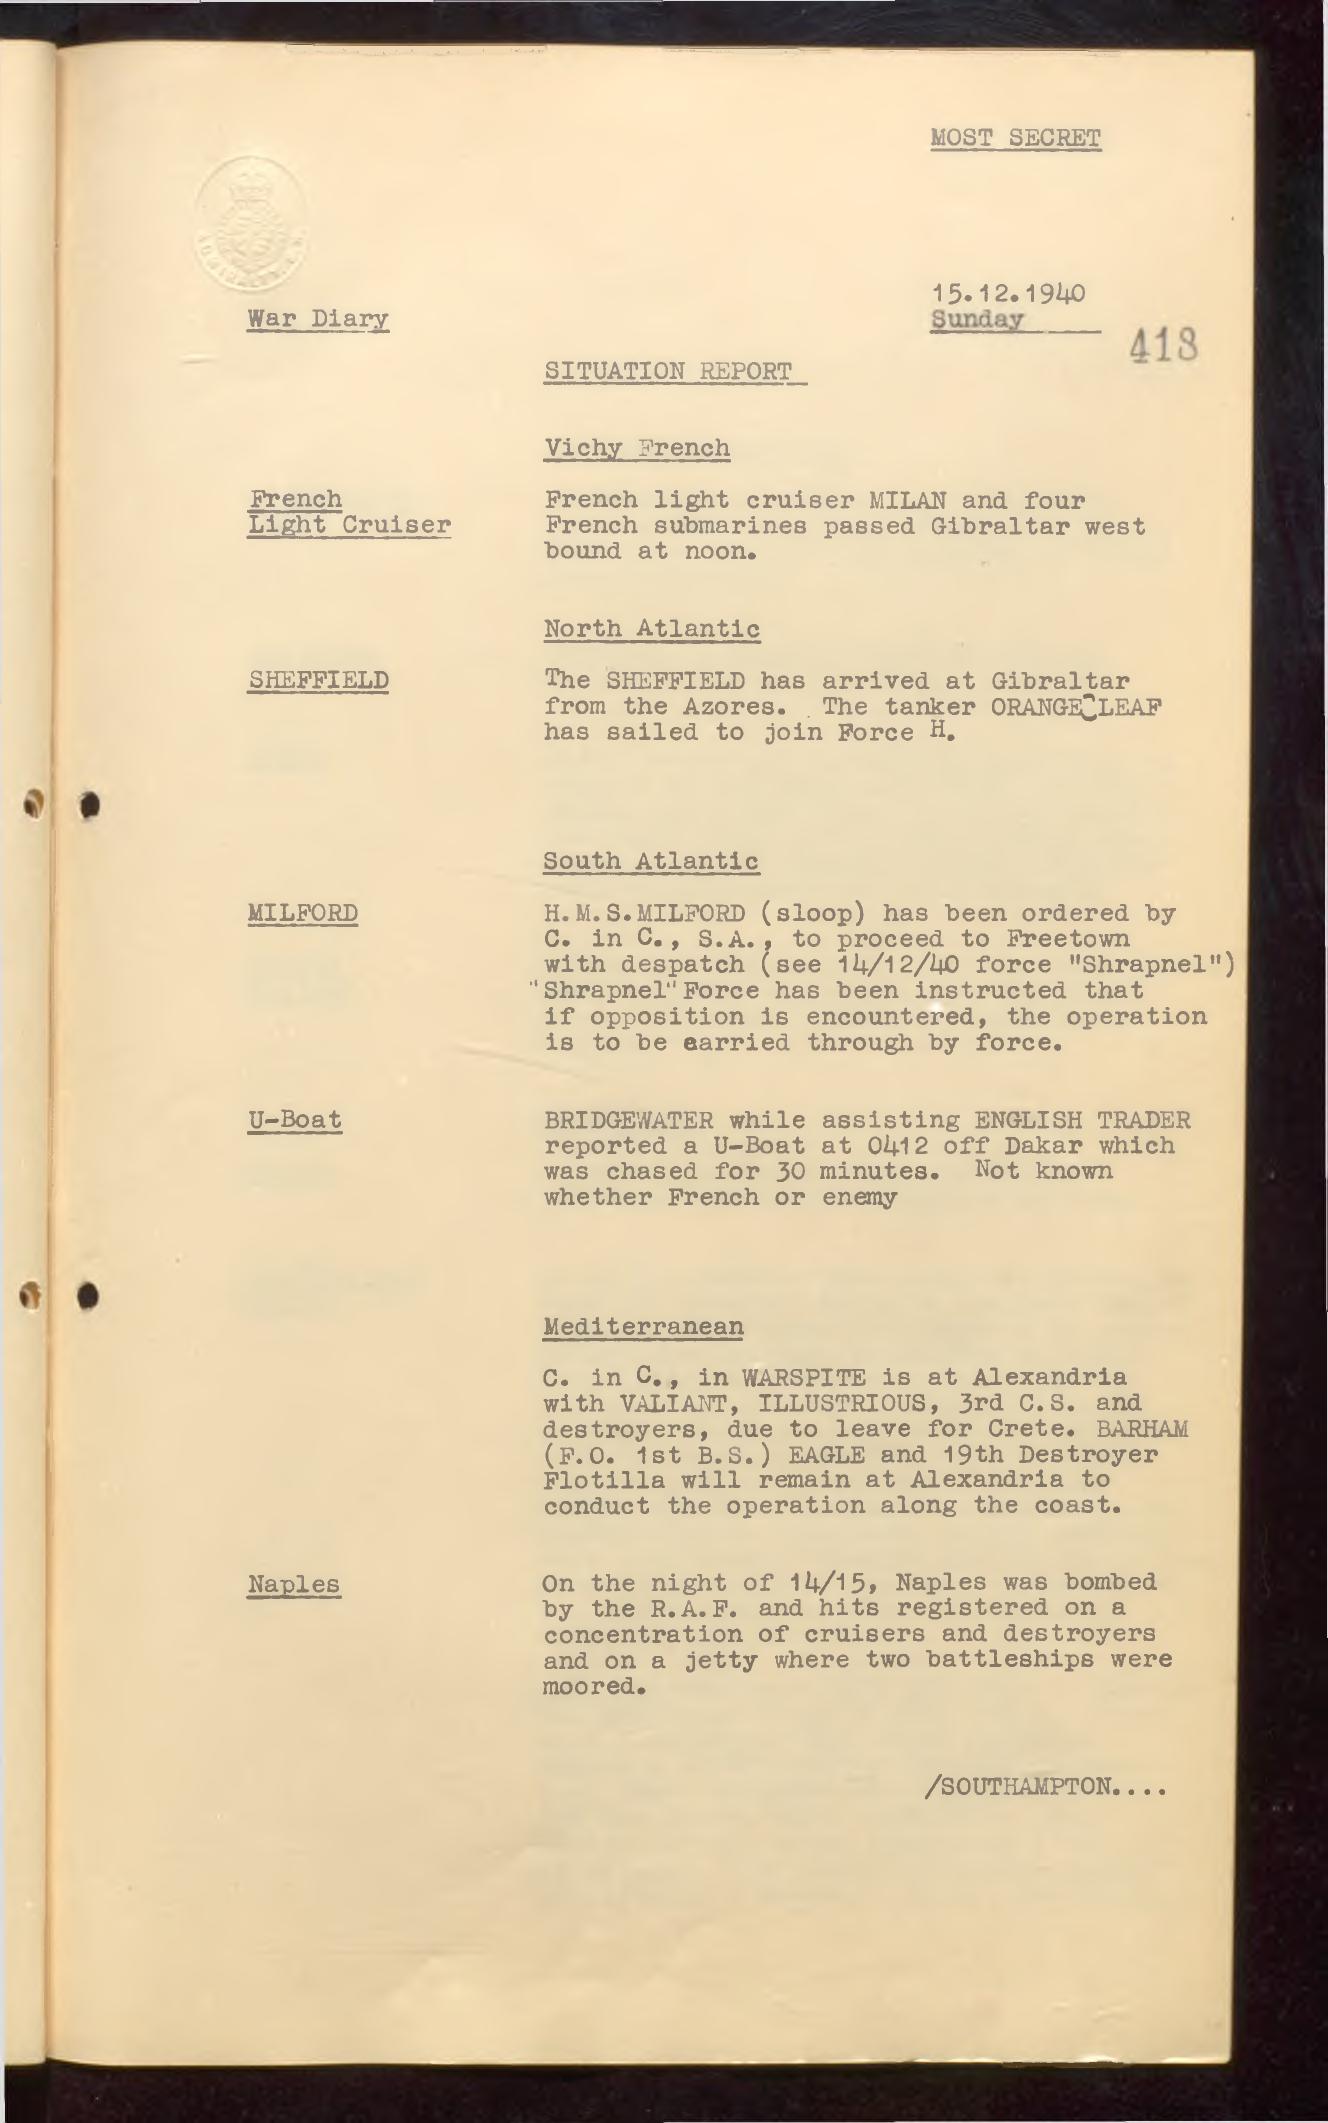 MOST SECRET
15.12.1940
War Diary
Sunday
418
SITUATION REPORT
Vichy French
French
Light Cruiser
French light cruiser MILAN and four
French submarines passed Gibraltar west
bound at noon.
North Atlantic
SHEFFIELD
The SHEFFIELD has arrived at Gibraltar
from the Azores. The tanker ORANGE LEAF
has sailed to join Force H.
South Atlantic
MILFORD
H.M.S.MILFORD (sloop) has been ordered by
C. in C., S.A., to proceed to Freetown
with despatch (see 14/12/40 force "Shrapnel")
"Shrapnel" Force has been instructed that
if opposition is encountered, the operation
is to be carried through by force.
U-Boat
BRIDGEWATER while assisting ENGLISH TRADER
reported a U-Boat at 0412 off Dakar which
was chased for 30 minutes. Not known
whether French or enemy
Mediterranean
C. in C., in WARSPITE is at Alexandria
with VALIANT, ILLUSTRIOUS, 3rd C.S. and
destroyers, due to leave for Crete. BARHAM
(F.O. 1st B.S.) EAGLE and 19th Destroyer
Flotilla will remain at Alexandria to
conduct the operation along the coast.
Naples
On the night of 14/15, Naples was bombed
by the R.A.F. and hits registered on a
concentration of cruisers and destroyers
and on a jetty where two battleships were
moored.
/SOUTHAMPTON....